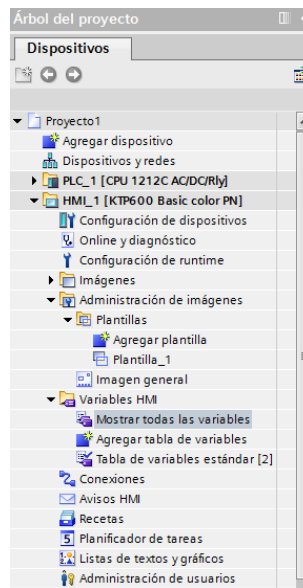 Árbol del proyecto
Dispositivos
Proyecto1
Agregar dispositivo
Dispositivos y redes
PLC_1 [CPU 1212C AC/DC/Rly]
HMI_1 [KTP600 Basic color PN]
Configuración de dispositivos
Online y diagnóstico
Configuración de runtime
Imágenes
Administración de imágenes
Plantillas
Agregar plantilla
Plantilla_1
Imagen general
Variables HMI
Mostrar todas las variables
Agregar tabla de variables
Tabla de variables estándar [2]
Conexiones
Avisos HMI
Recetas
Planificador de tareas
Listas de textos y gráficos
Administración de usuarios